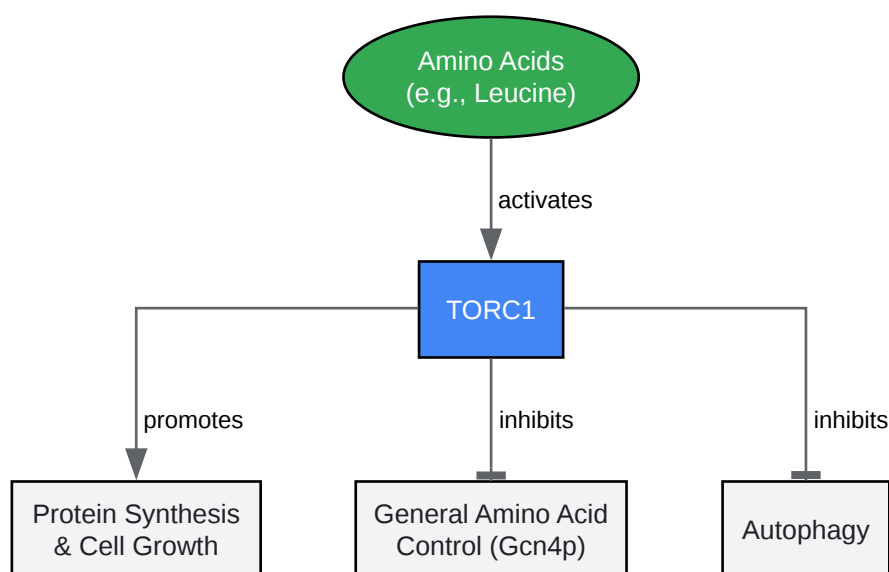 Amino Acids
(e.g., Leucine)
activates
TORC1
promotes
inhibits
inhibits
Protein Synthesis
& Cell Growth
General Amino Acid
Control (Gcn4p)
Autophagy